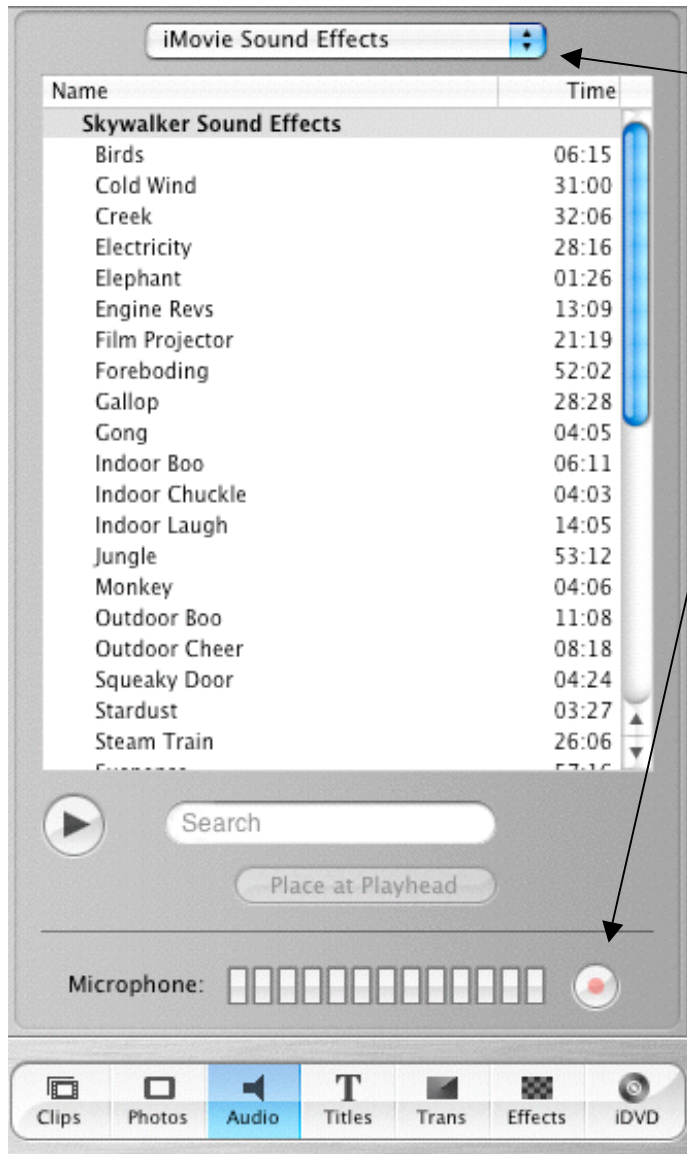 iMovie Sound Effects
Name Time
Skywalker Sound Effects
Birds 06:15
Cold Wind 31:00
Creek 32:06
Electricity 28:16
Elephant 01:26
Engine Revs 13:09
Film Projector 21:19
Foreboding 52:02
Gallop 28:28
Gong 04:05
Indoor Boo 06:11
Indoor Chuckle 04:03
Indoor Laugh 14:05
Jungle 53:12
Monkey 04:06
Outdoor Boo 11:08
Outdoor Cheer 08:18
Squeaky Door 04:24
Stardust 03:27
Steam Train 26:06
Search
Place at Playhead
Microphone:
Clips Photos Audio Titles Trans Effects iDVD